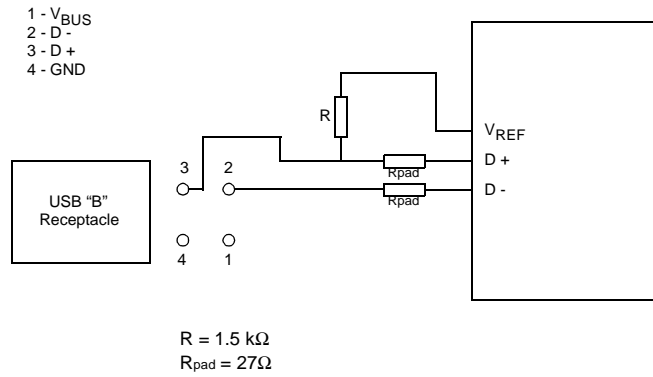 1 - VBUS
2 - D -
3 - D +
4 - GND
R
VREF
D +
Rpad
D -
Rpad
3
2
USB “B”
Receptacle
4
1
R = 1.5 kΩ
Rpad = 27Ω